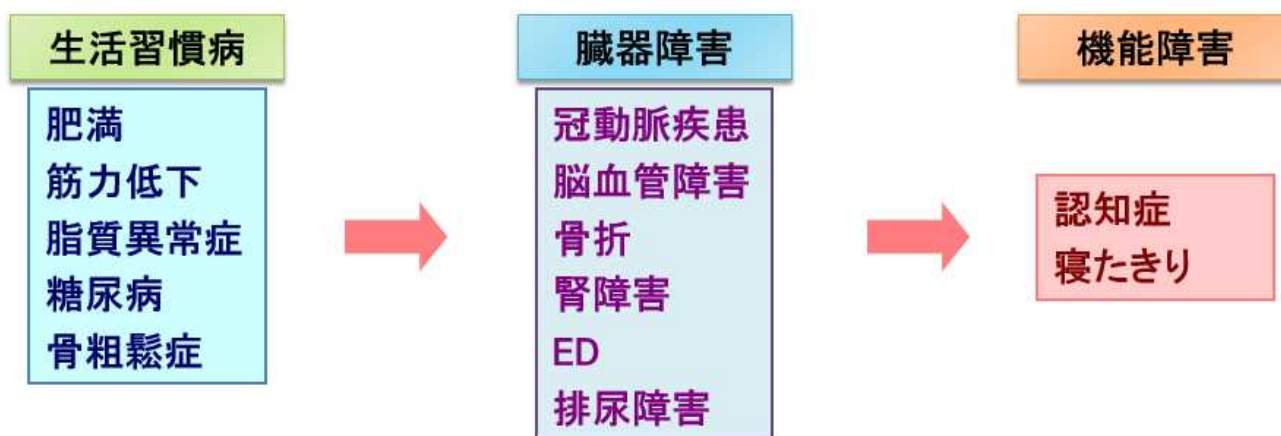 生活習慣病
肥満
筋力低下
脂質異常症
糖尿病
骨粗鬆症
臓器障害
冠動脈疾患
脳血管障害
骨折
腎障害
ED
排尿障害
機能障害
認知症
寝たきり